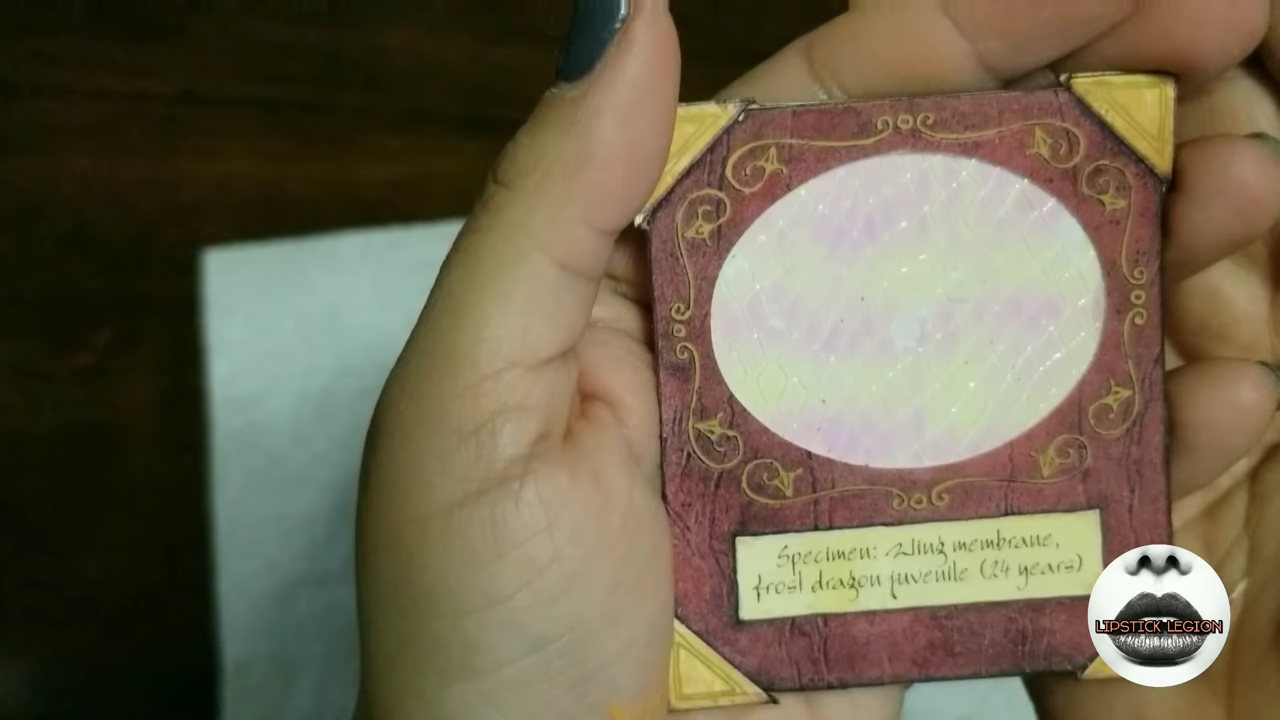 Specimen: Wing membrane,
frost dragon juvenile (24 years)
LIPSTICK LEGION